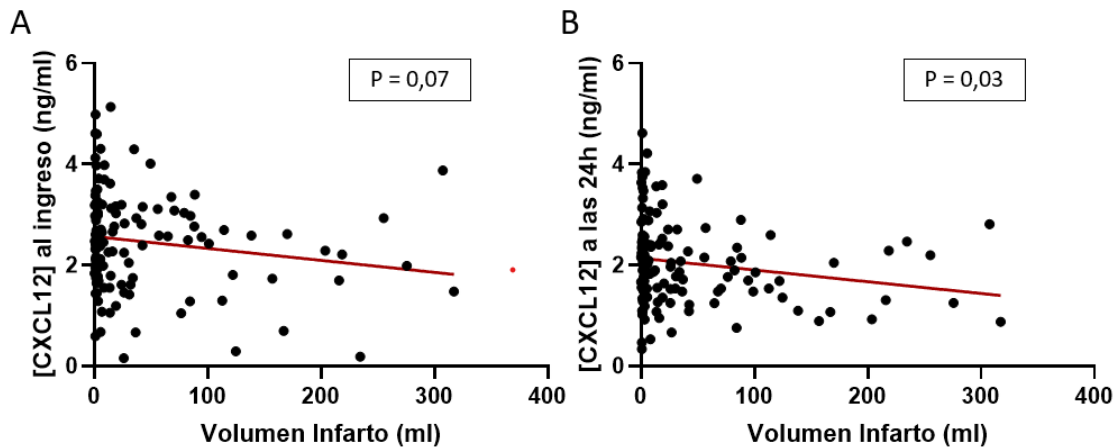 A
B
P = 0,07
P = 0,03
[CXCL12] al ingreso (ng/ml)
6
4
2
0
0 100 200 300 400
Volumen Infarto (ml)
[CXCL12] a las 24h (ng/ml)
6
4
2
0
0 100 200 300 400
Volumen Infarto (ml)